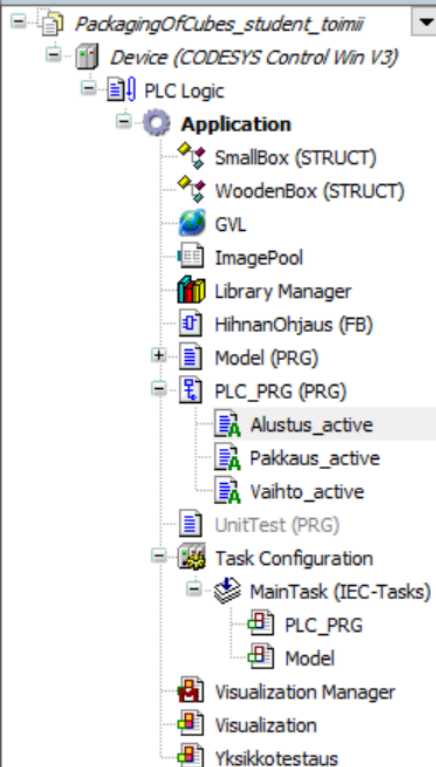 PackagingOfCubes_student_toimii
Device (CODESYS Control Win V3)
PLC Logic
Application
SmallBox (STRUCT)
WoodenBox (STRUCT)
GVL
ImagePool
Library Manager
HihnanOhjaus (FB)
Model (PRG)
PLC_PRG (PRG)
Alustus_active
Pakkaus_active
Vaihto_active
UnitTest (PRG)
Task Configuration
MainTask (IEC-Tasks)
PLC_PRG
Model
Visualization Manager
Visualization
Yksikkotestaus